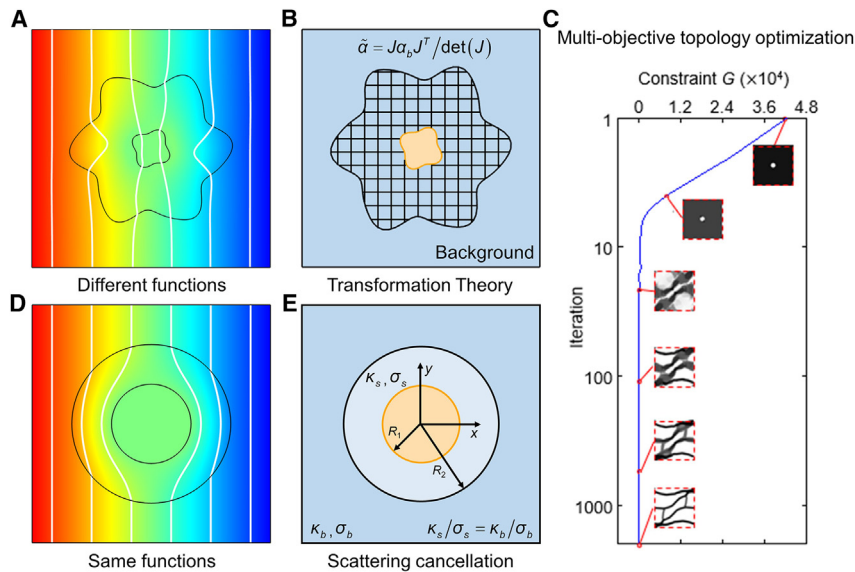 A
Different functions
B
α̃ = Jα_bJ^T/det(J)
Background
Transformation Theory
C
Multi-objective topology optimization
Constraint G (×10⁴)
0 1.2 2.4 3.6 4.8
Iteration
1
10
100
1000
D
Same functions
E
κ_s, σ_s
y
x
R₁
R₂
κ_b, σ_b
κ_s/σ_s = κ_b/σ_b
Scattering cancellation